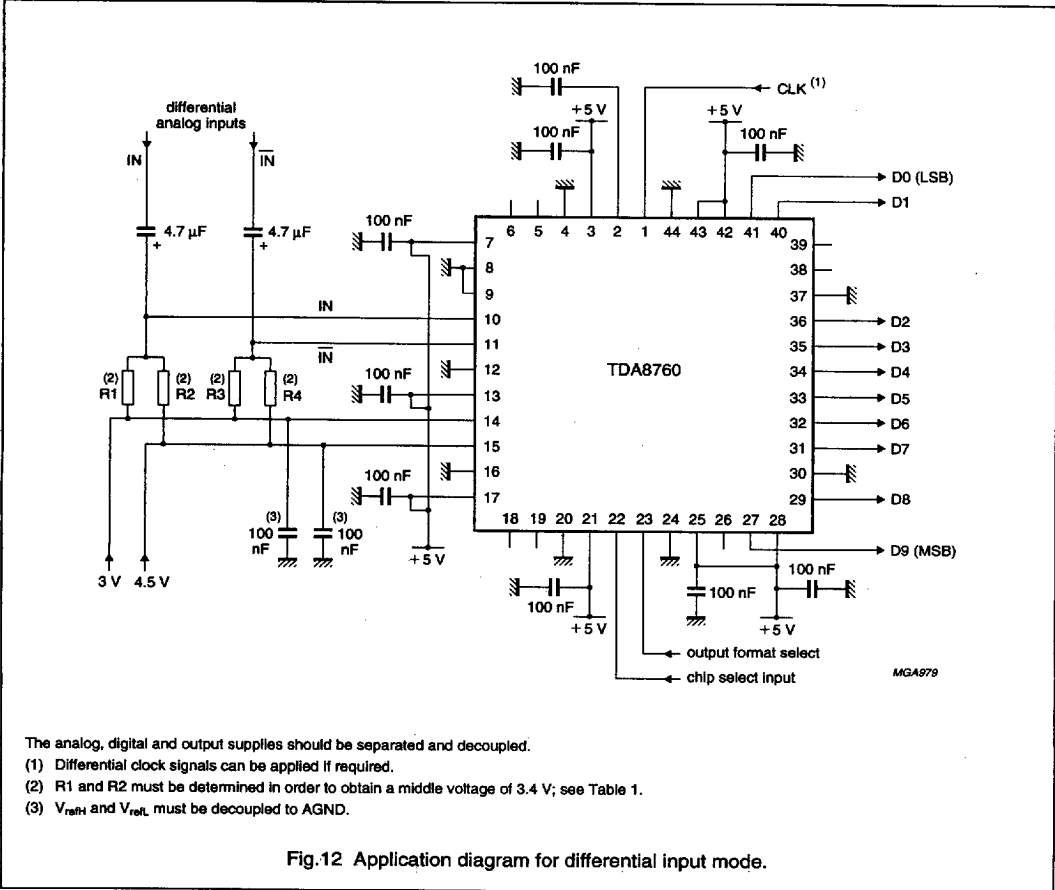 differential
analog inputs
IN
IN
4.7 µF
+
4.7 µF
+
100 nF
CLK (1)
+5 V
100 nF
+5 V
100 nF
D0 (LSB)
D1
100 nF
6 5 4 3 2 1 44 43 42 41 40
7
8
9
10
11
12
13
14
15
16
17
IN
IN
100 nF
100 nF
(2)
R1
(2)
R2
(2)
R3
(2)
R4
TDA8760
39
38
37
36 D2
35 D3
34 D4
33 D5
32 D6
31 D7
30
29 D8
18 19 20 21 22 23 24 25 26 27 28
(3)
100
nF
(3)
100
nF
3 V 4.5 V
+5 V
D9 (MSB)
100 nF
100 nF
100 nF
+5 V
+5 V
output format select
chip select input
MGA979
The analog, digital and output supplies should be separated and decoupled.
(1) Differential clock signals can be applied if required.
(2) R1 and R2 must be determined in order to obtain a middle voltage of 3.4 V; see Table 1.
(3) VrefH and VrefL must be decoupled to AGND.
Fig.12 Application diagram for differential input mode.